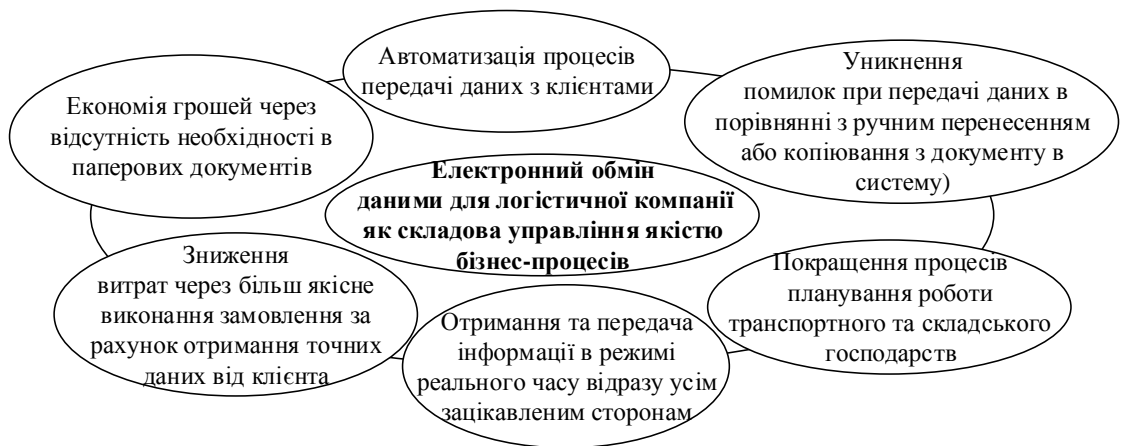 Автоматизація процесів
передачі даних з клієнтами
Уникнення
помилок при передачі даних в
порівнянні з ручним перенесенням
або копіювання з документу в
систему)
Економія грошей через
відсутність необхідності в
паперових документів
Електронний обмін
даними для логістичної компанії
як складова управління якістю
бізнес-процесів
Зниження
витрат через більш якісне
виконання замовлення за
рахунок отримання точних
даних від клієнта
Отримання та передача
інформації в режимі
реального часу відразу усім
зацікавленим сторонам
Покращення процесів
планування роботи
транспортного та складського
господарств